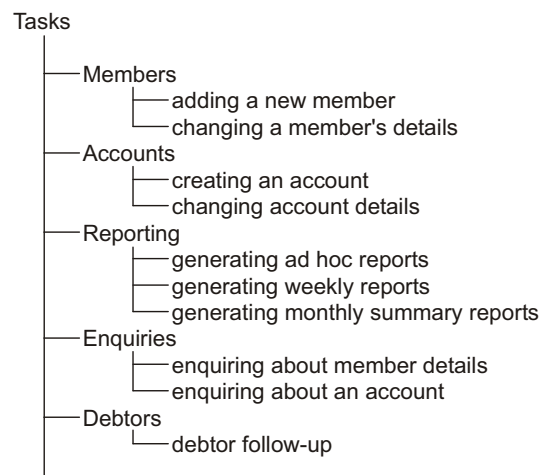 Tasks
Members
adding a new member
changing a member's details
Accounts
creating an account
changing account details
Reporting
generating ad hoc reports
generating weekly reports
generating monthly summary reports
Enquiries
enquiring about member details
enquiring about an account
Debtors
debtor follow-up